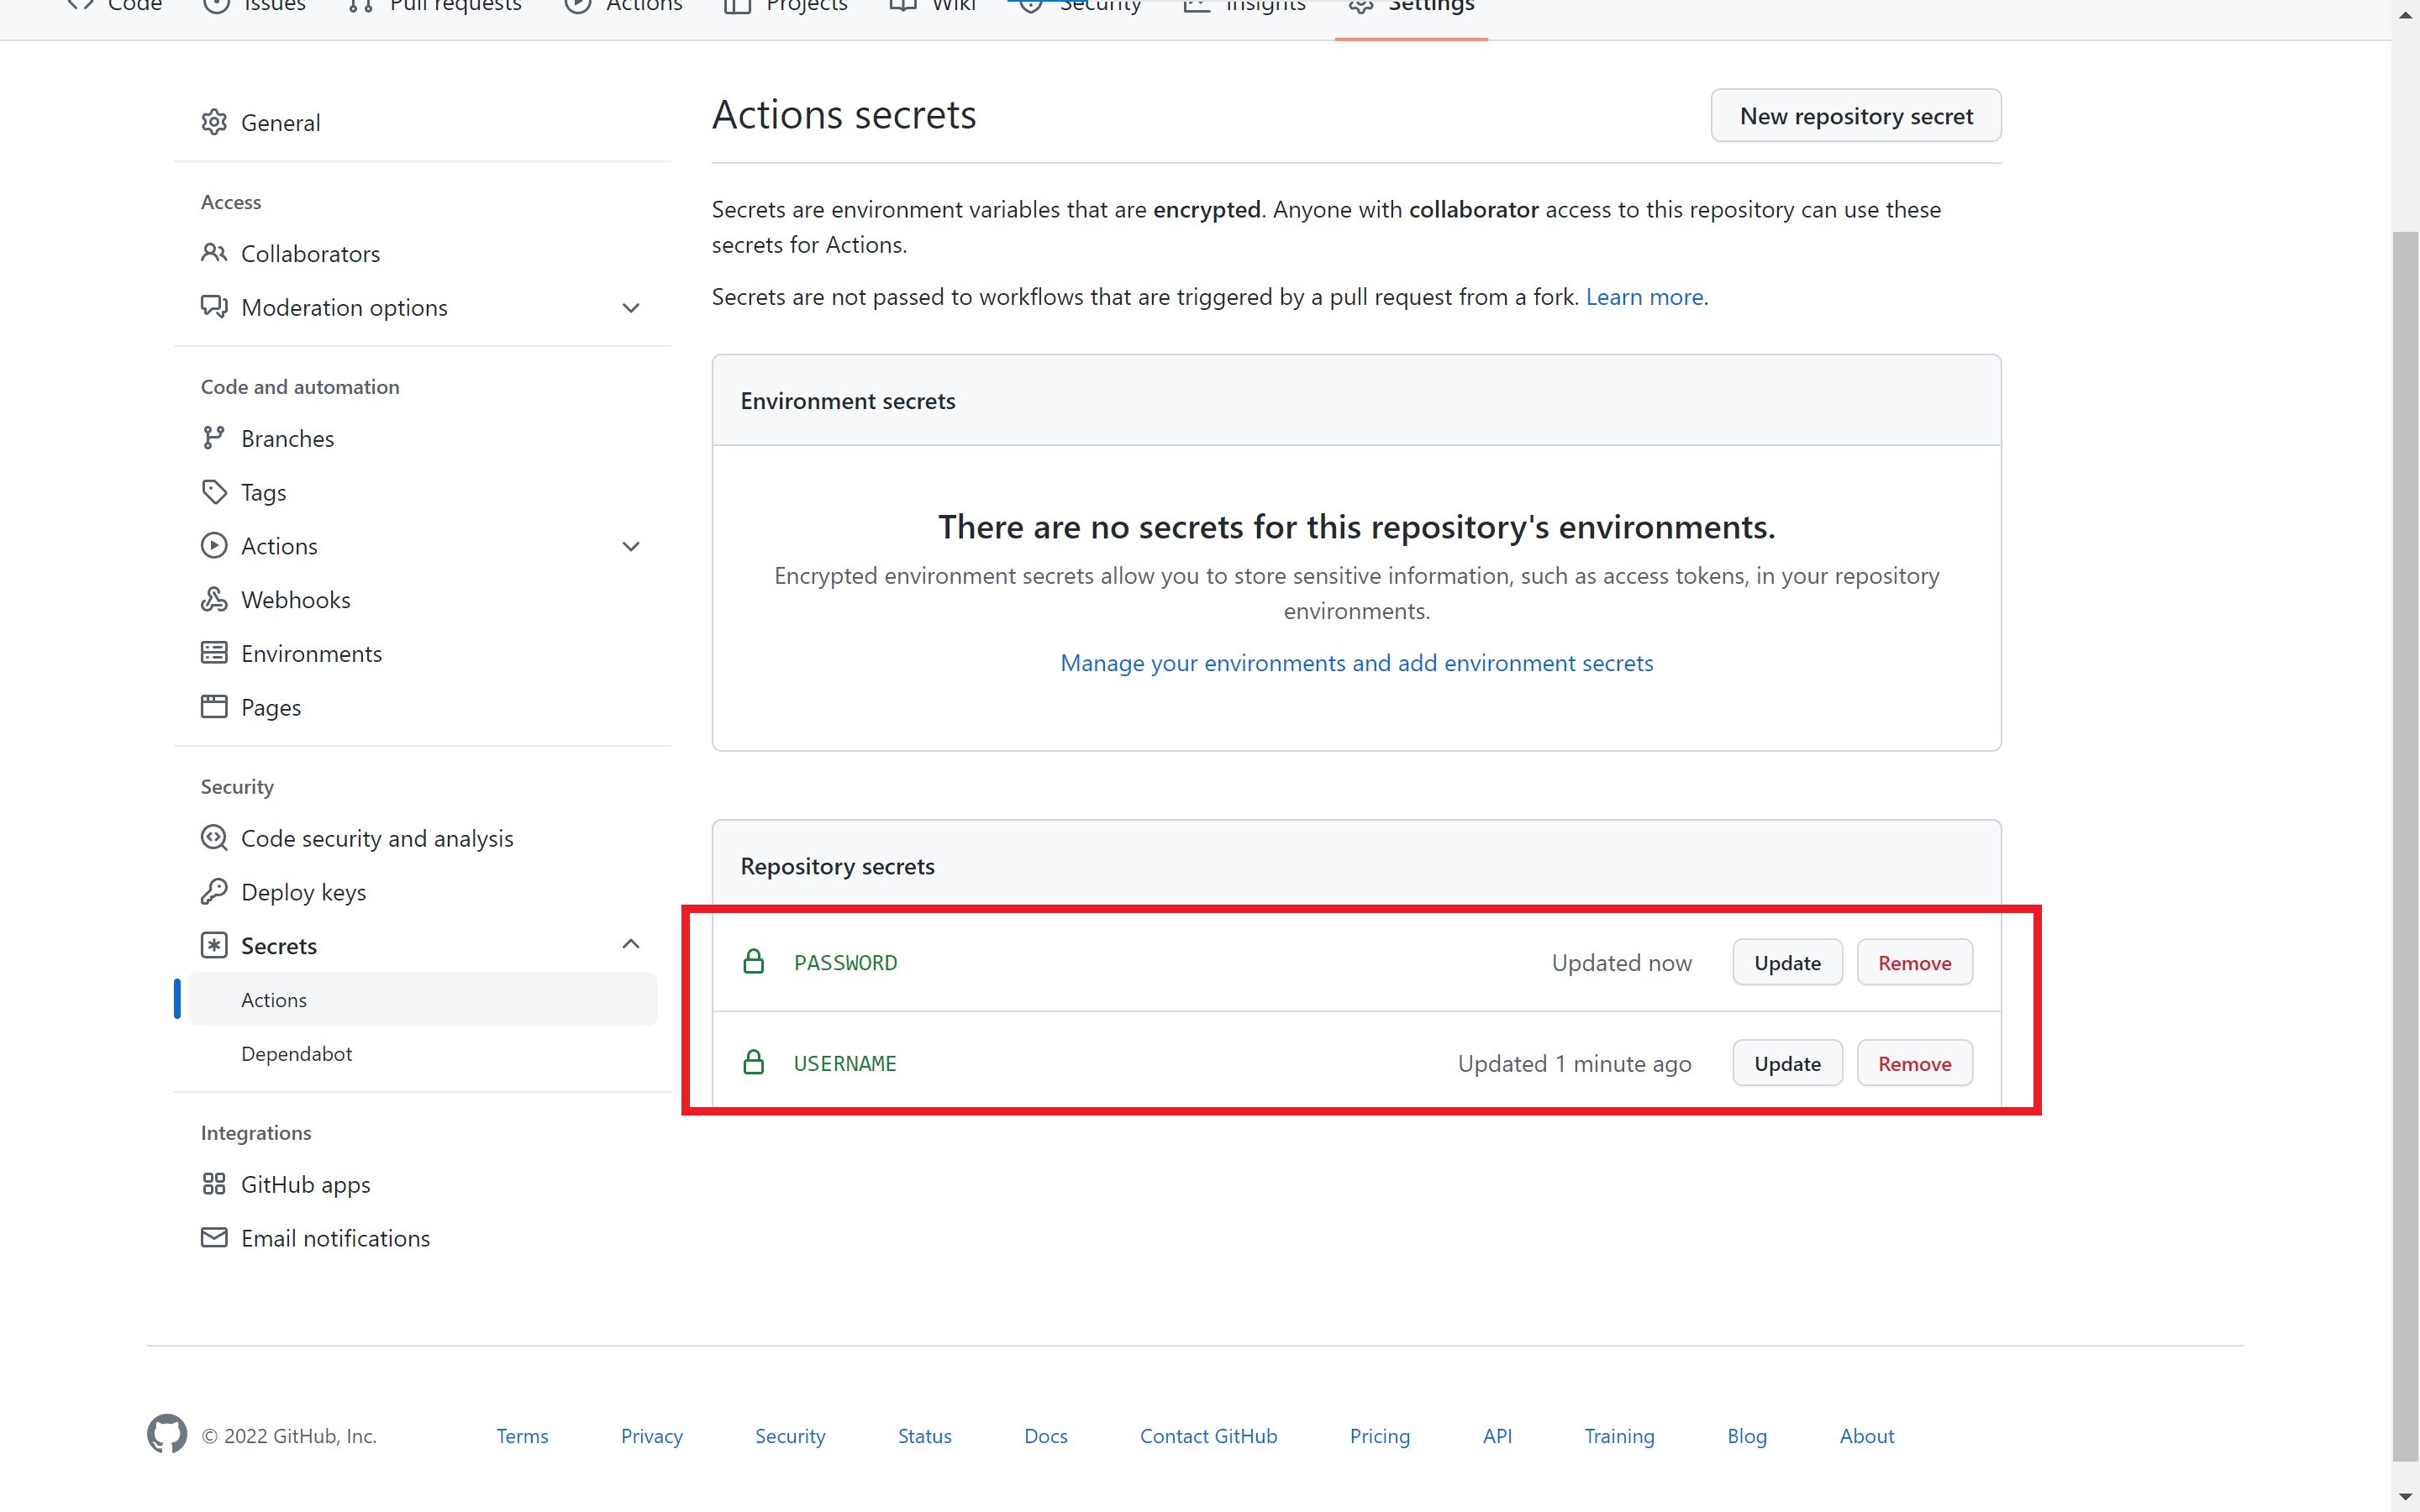 Code Issues Pull requests Actions Projects Wiki Security Insights Settings
General
Access
Collaborators
Moderation options
Code and automation
Branches
Tags
Actions
Webhooks
Environments
Pages
Security
Code security and analysis
Deploy keys
Secrets
Actions
Dependabot
Integrations
GitHub apps
Email notifications
Actions secrets
New repository secret
Secrets are environment variables that are encrypted. Anyone with collaborator access to this repository can use these
secrets for Actions.
Secrets are not passed to workflows that are triggered by a pull request from a fork. Learn more.
Environment secrets
There are no secrets for this repository's environments.
Encrypted environment secrets allow you to store sensitive information, such as access tokens, in your repository
environments.
Manage your environments and add environment secrets
Repository secrets
PASSWORD Updated now Update Remove
USERNAME Updated 1 minute ago Update Remove
© 2022 GitHub, Inc. Terms Privacy Security Status Docs Contact GitHub Pricing API Training Blog About